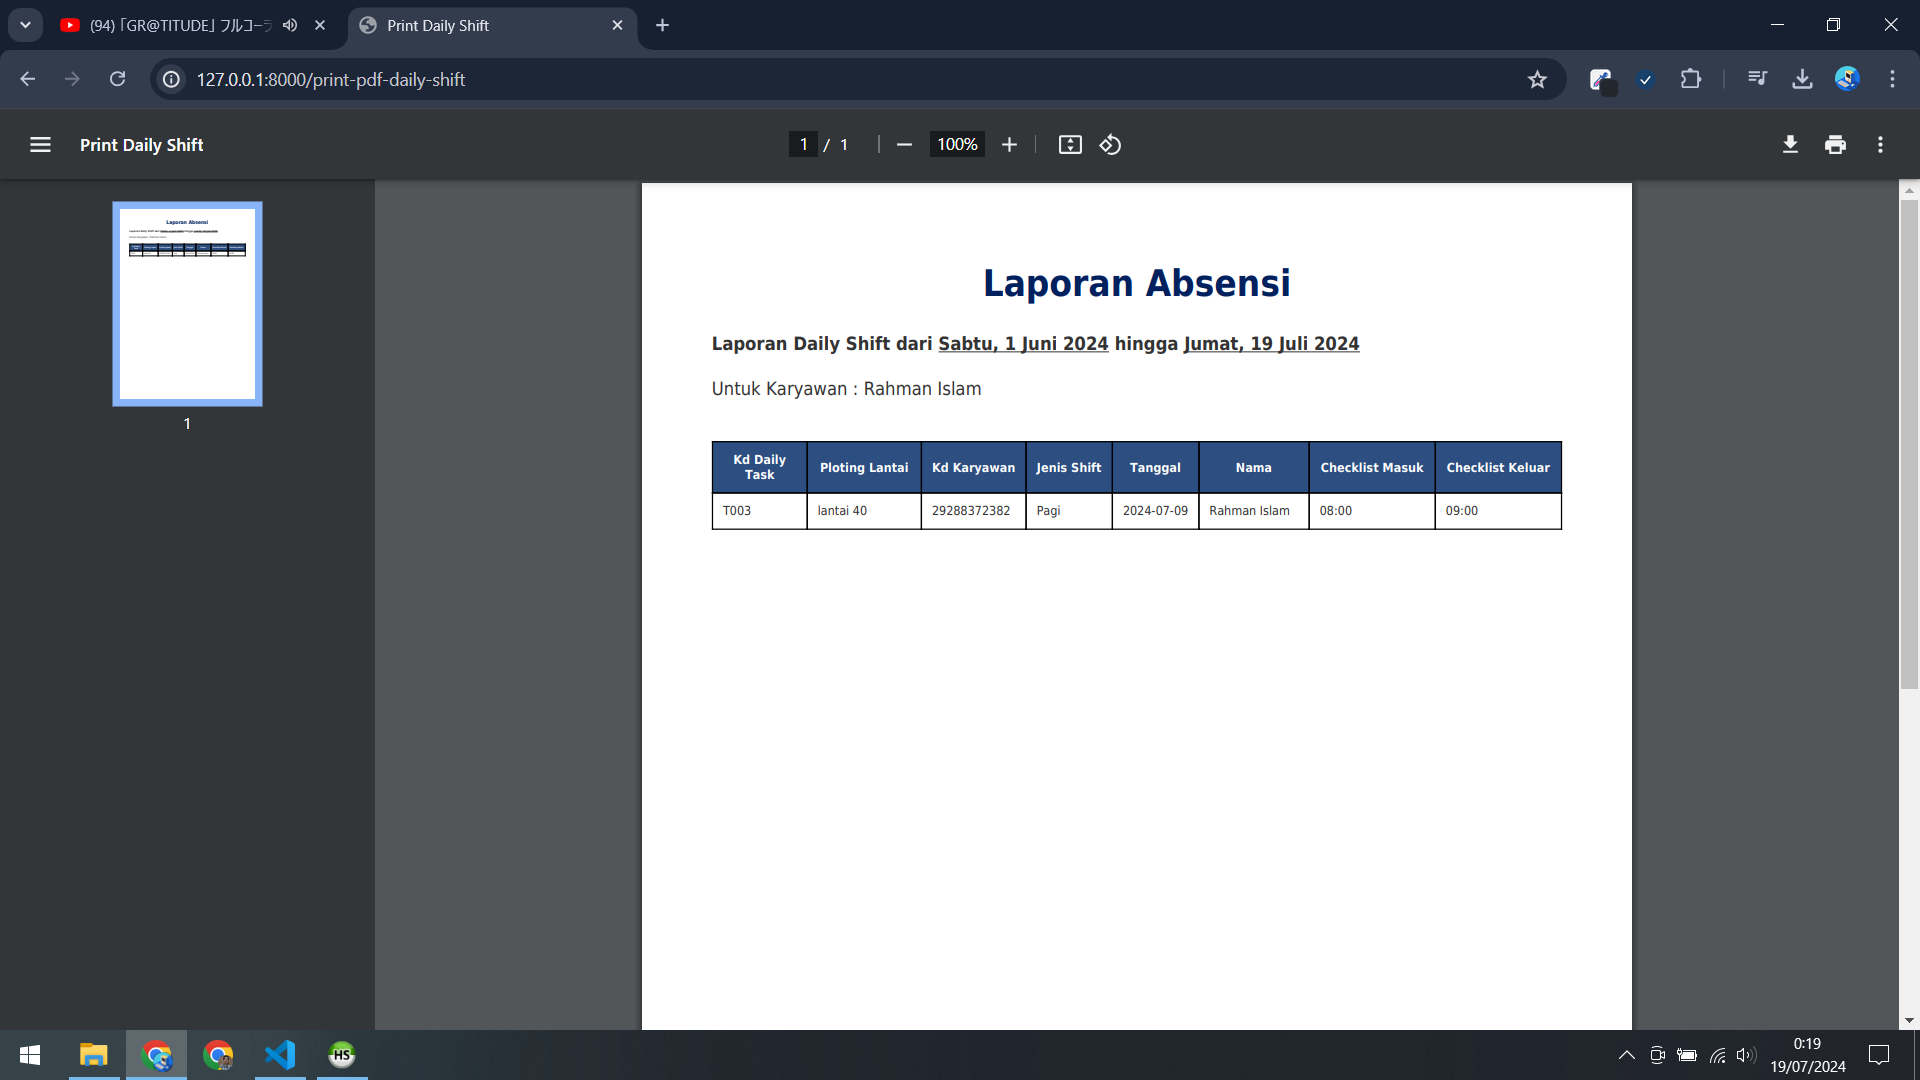 (94) 「GR@TITUDE」 フルコーラ
Print Daily Shift
127.0.0.1:8000/print-pdf-daily-shift
Print Daily Shift
1 / 1
100%
Laporan Absensi
Laporan Daily Shift dari Sabtu, 1 Juni 2024 hingga Jumat, 19 Juli 2024
Untuk Karyawan : Rahman Islam
Kd Daily Task Ploting Lantai Kd Karyawan Jenis Shift Tanggal Nama Checklist Masuk Checklist Keluar
T003 lantai 40 29288372382 Pagi 2024-07-09 Rahman Islam 08:00 09:00
1
HS
0:19
19/07/2024